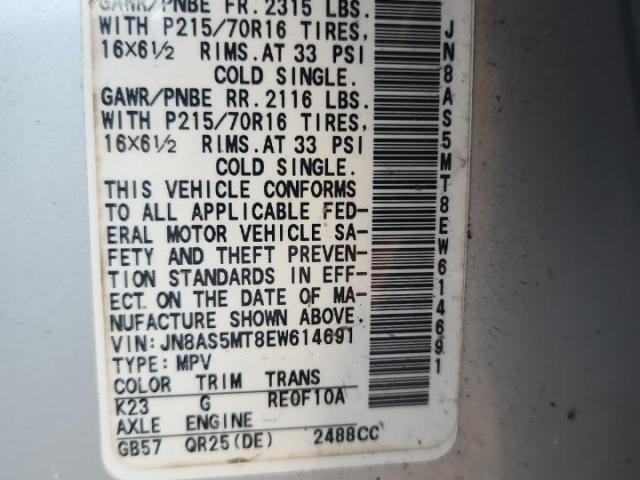 GAWR/PNBE FR.2315 LBS.
WITH P215/70R16 TIRES,
16X6½ RIMS.AT 33 PSI
COLD SINGLE.
GAWR/PNBE RR.2116 LBS.
WITH P215/70R16 TIRES,
16X6½ RIMS.AT 33 PSI
COLD SINGLE.
THIS VEHICLE CONFORMS
TO ALL APPLICABLE FED-
ERAL MOTOR VEHICLE SA-
FETY AND THEFT PREVEN-
TION STANDARDS IN EFF-
ECT ON THE DATE OF MA-
NUFACTURE SHOWN ABOVE.
VIN:JN8AS5MT8EW614691
TYPE:MPV
COLOR TRIM TRANS
K23 G RE0F10A
AXLE ENGINE
GB57 QR25(DE) 2488CC
JN8AS5MT8EW614691